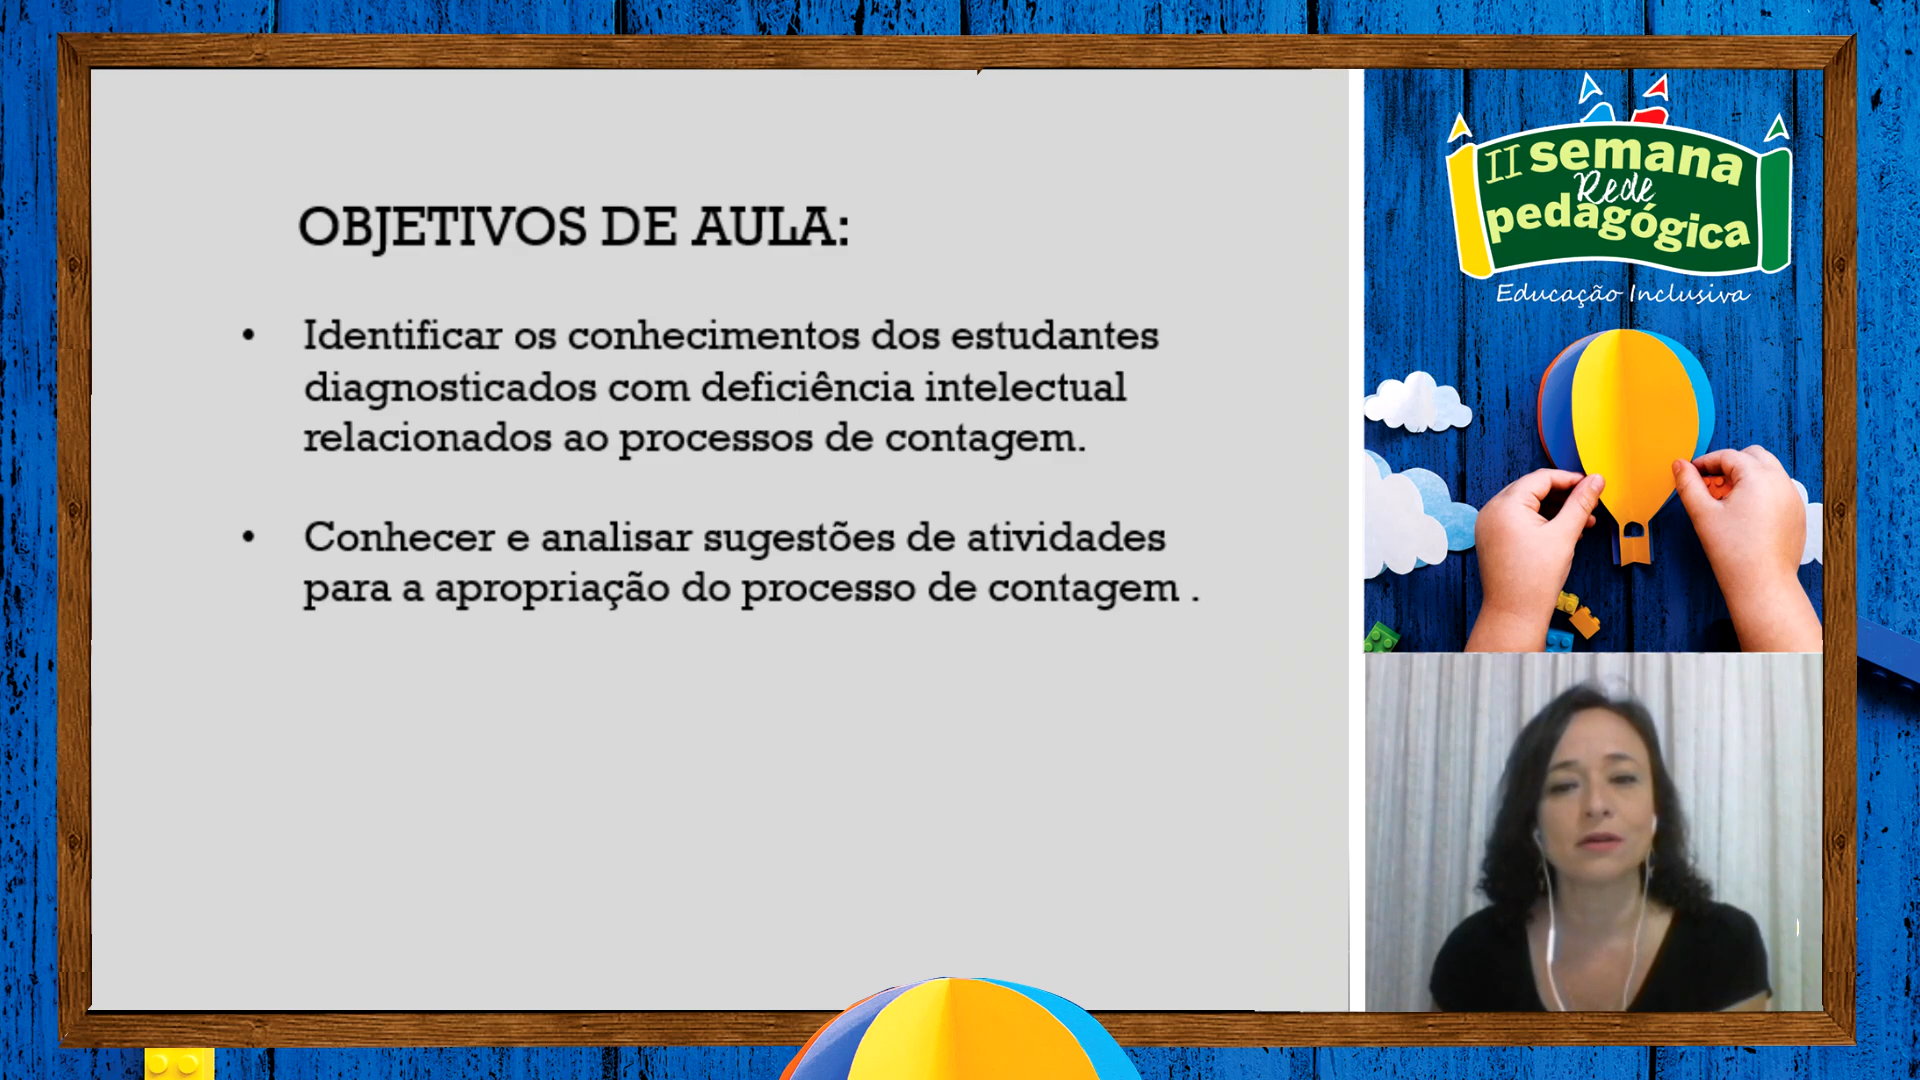 OBJETIVOS DE AULA:
• Identificar os conhecimentos dos estudantes
diagnosticados com deficiência intelectual
relacionados ao processos de contagem.
• Conhecer e analisar sugestões de atividades
para a apropriação do processo de contagem .
II semana
Rede
pedagógica
Educação Inclusiva